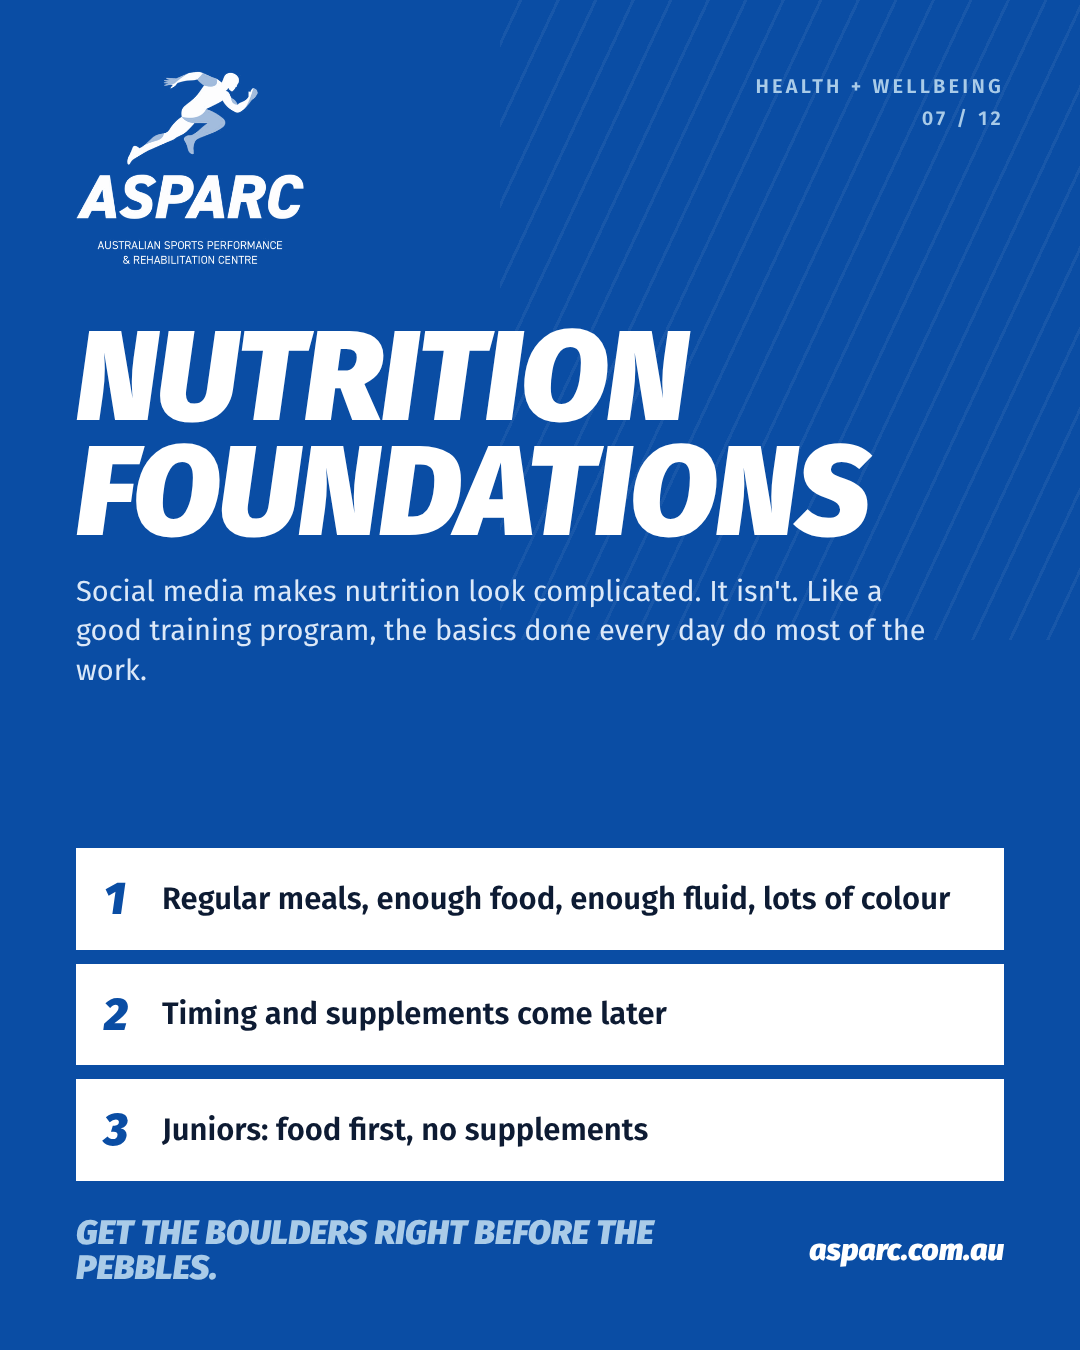 ASPARC
AUSTRALIAN SPORTS PERFORMANCE
& REHABILITATION CENTRE
HEALTH + WELLBEING
07 / 12
NUTRITION
FOUNDATIONS
Social media makes nutrition look complicated. It isn't. Like a
good training program, the basics done every day do most of the
work.
1 Regular meals, enough food, enough fluid, lots of colour
2 Timing and supplements come later
3 Juniors: food first, no supplements
GET THE BOULDERS RIGHT BEFORE THE
PEBBLES.
asparc.com.au